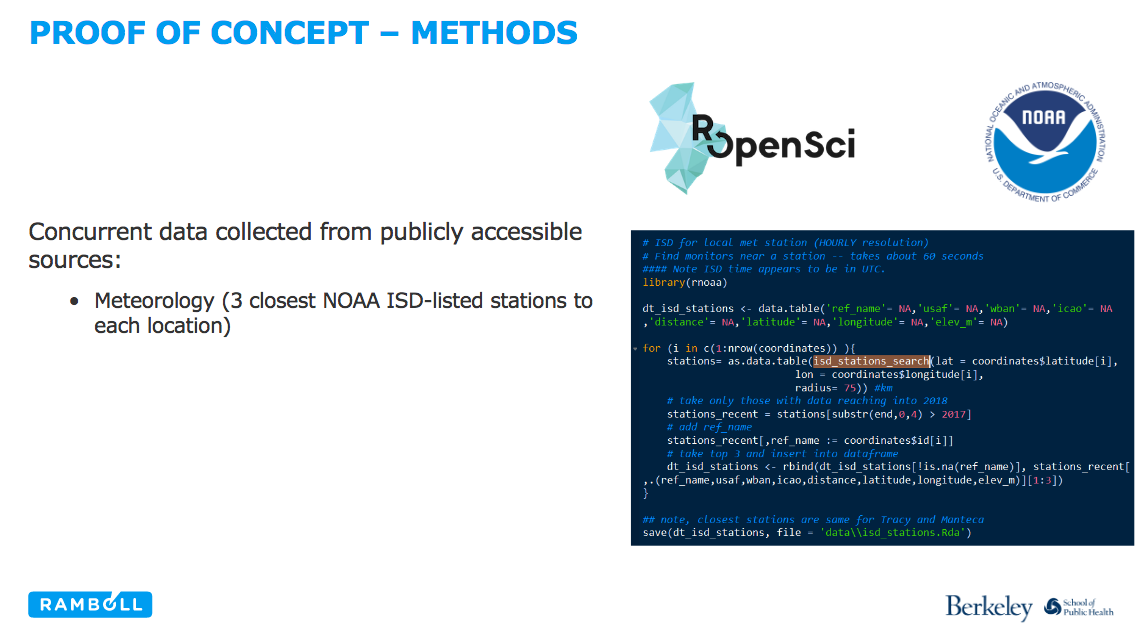 PROOF OF CONCEPT – METHODS
ROpenSci
NATIONAL OCEANIC AND ATMOSPHERIC ADMINISTRATION
NOAA
U.S. DEPARTMENT OF COMMERCE
Concurrent data collected from publicly accessible
sources:
• Meteorology (3 closest NOAA ISD-listed stations to
each location)
# ISD for local met station (HOURLY resolution)
# Find monitors near a station -- takes about 60 seconds
#### Note ISD time appears to be in UTC.
library(rnoaa)
dt_isd_stations <- data.table('ref_name'= NA,'usaf'= NA,'wban'= NA,'icao'= NA
,'distance'= NA,'latitude'= NA,'longitude'= NA,'elev_m'= NA)
for (i in c(1:nrow(coordinates)) ){
stations= as.data.table(isd_stations_search(lat = coordinates$latitude[i],
lon = coordinates$longitude[i],
radius= 75)) #km
# take only those with data reaching into 2018
stations_recent = stations[substr(end,0,4) > 2017]
# add ref_name
stations_recent[,ref_name := coordinates$id[i]]
# take top 3 and insert into dataframe
dt_isd_stations <- rbind(dt_isd_stations[!is.na(ref_name)], stations_recent[
,.(ref_name,usaf,wban,icao,distance,latitude,longitude,elev_m)][1:3])
}
## note, closest stations are same for Tracy and Manteca
save(dt_isd_stations, file = 'data\\isd_stations.Rda')
RAMBOLL
Berkeley
School of
Public Health